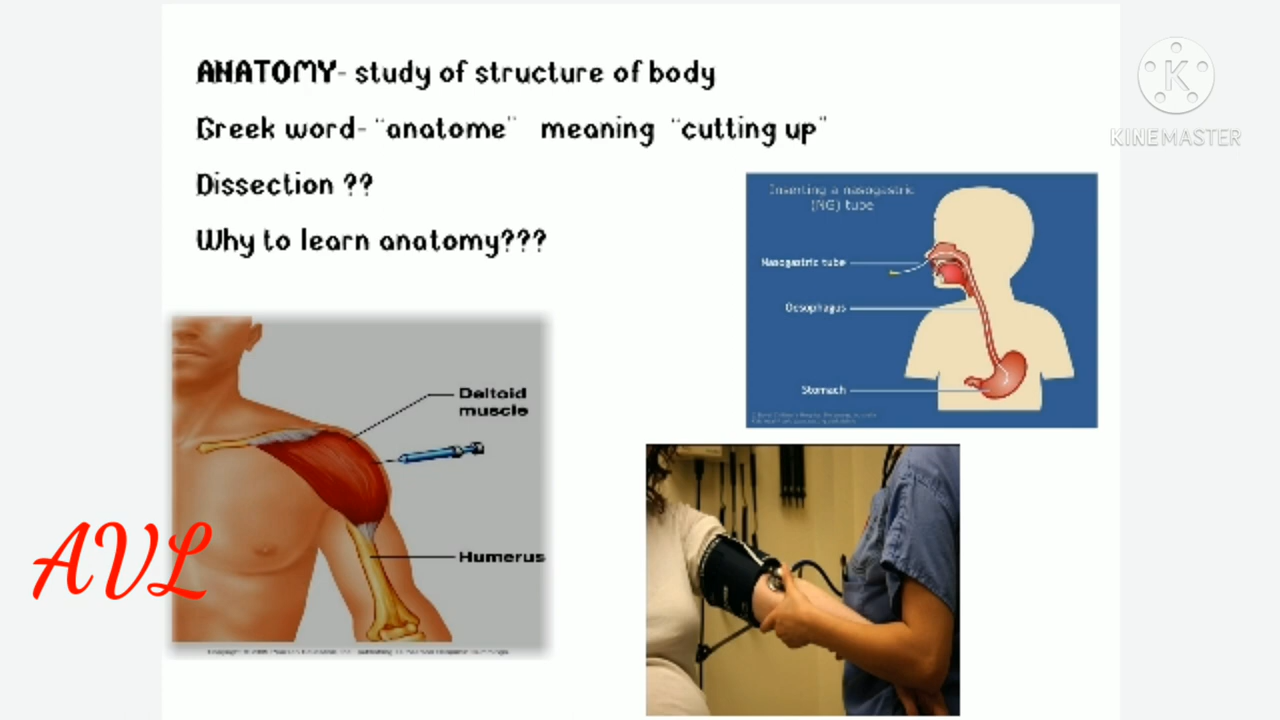 ANATOMY- study of structure of body
Greek word- "anatome" meaning "cutting up"
Dissection ??
Why to learn anatomy???
KINEMASTER
Inserting a nasogastric
(NG) tube
Nasogastric tube
Oesophagus
Stomach
Deltoid
muscle
Humerus
AVL